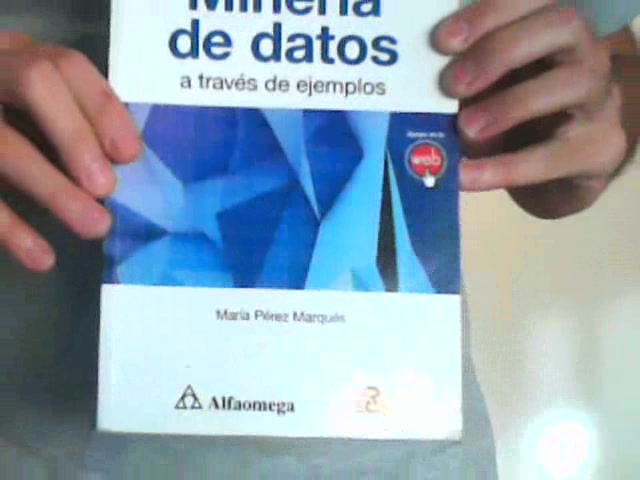 Minería
de datos
a través de ejemplos
web
María Pérez Marqués
Alfaomega